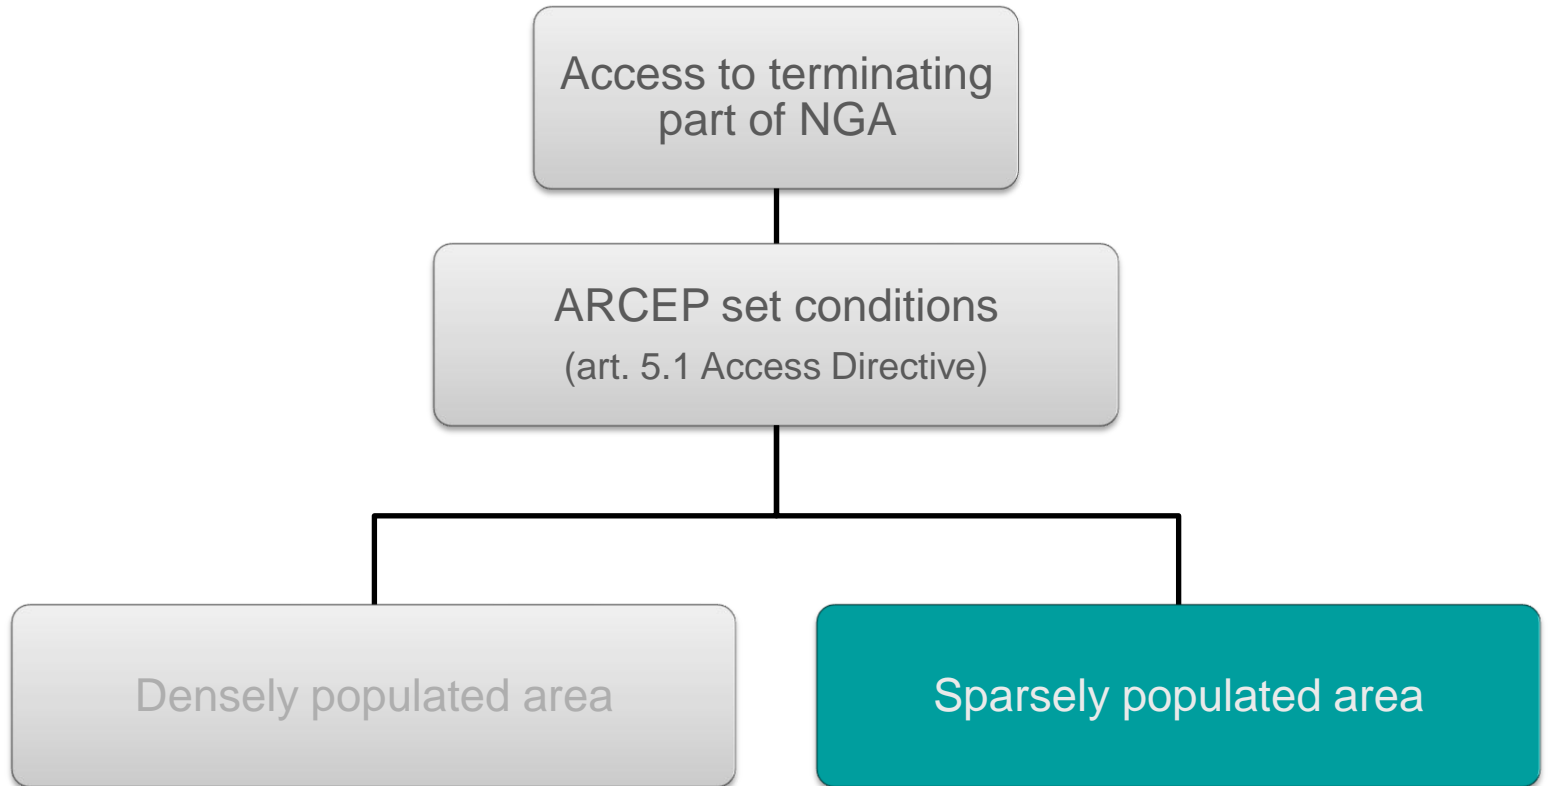 Access to terminating
part of NGA
ARCEP set conditions
(art. 5.1 Access Directive)
Densely populated area
Sparsely populated area